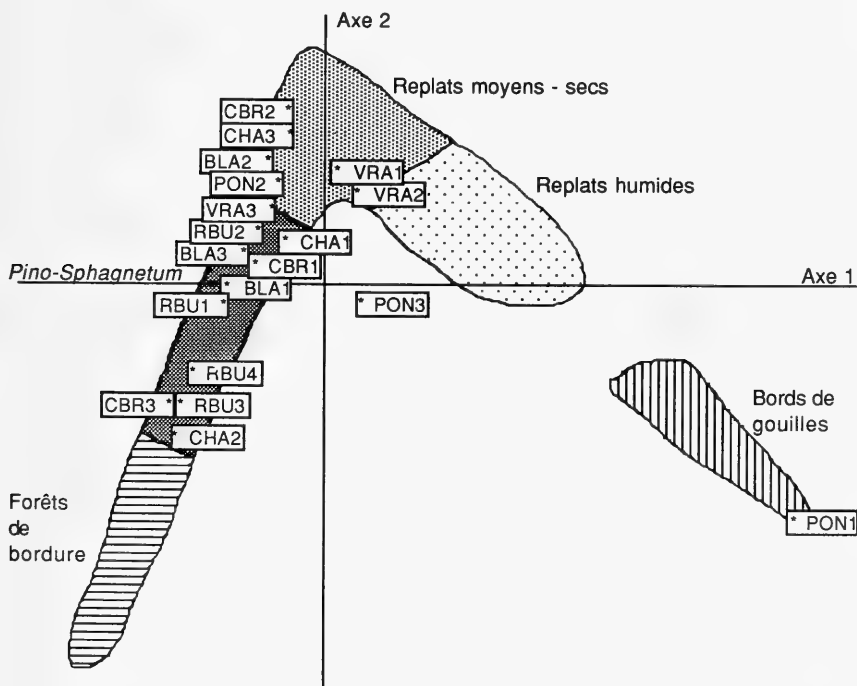 Axe 2
Replats moyens - secs
CBR2 *
CHA3 *
BLA2 *
* VRA1
PON2 *
* VRA2
Replats humides
VRA3 *
RBU2 *
* CHA1
BLA3 *
* CBR1
Pino-Sphagnetum
Axe 1
* BLA1
RBU1 *
* PON3
* RBU4
CBR3 *
* RBU3
Bords de
gouilles
* CHA2
Forêts
de
bordure
* PON1